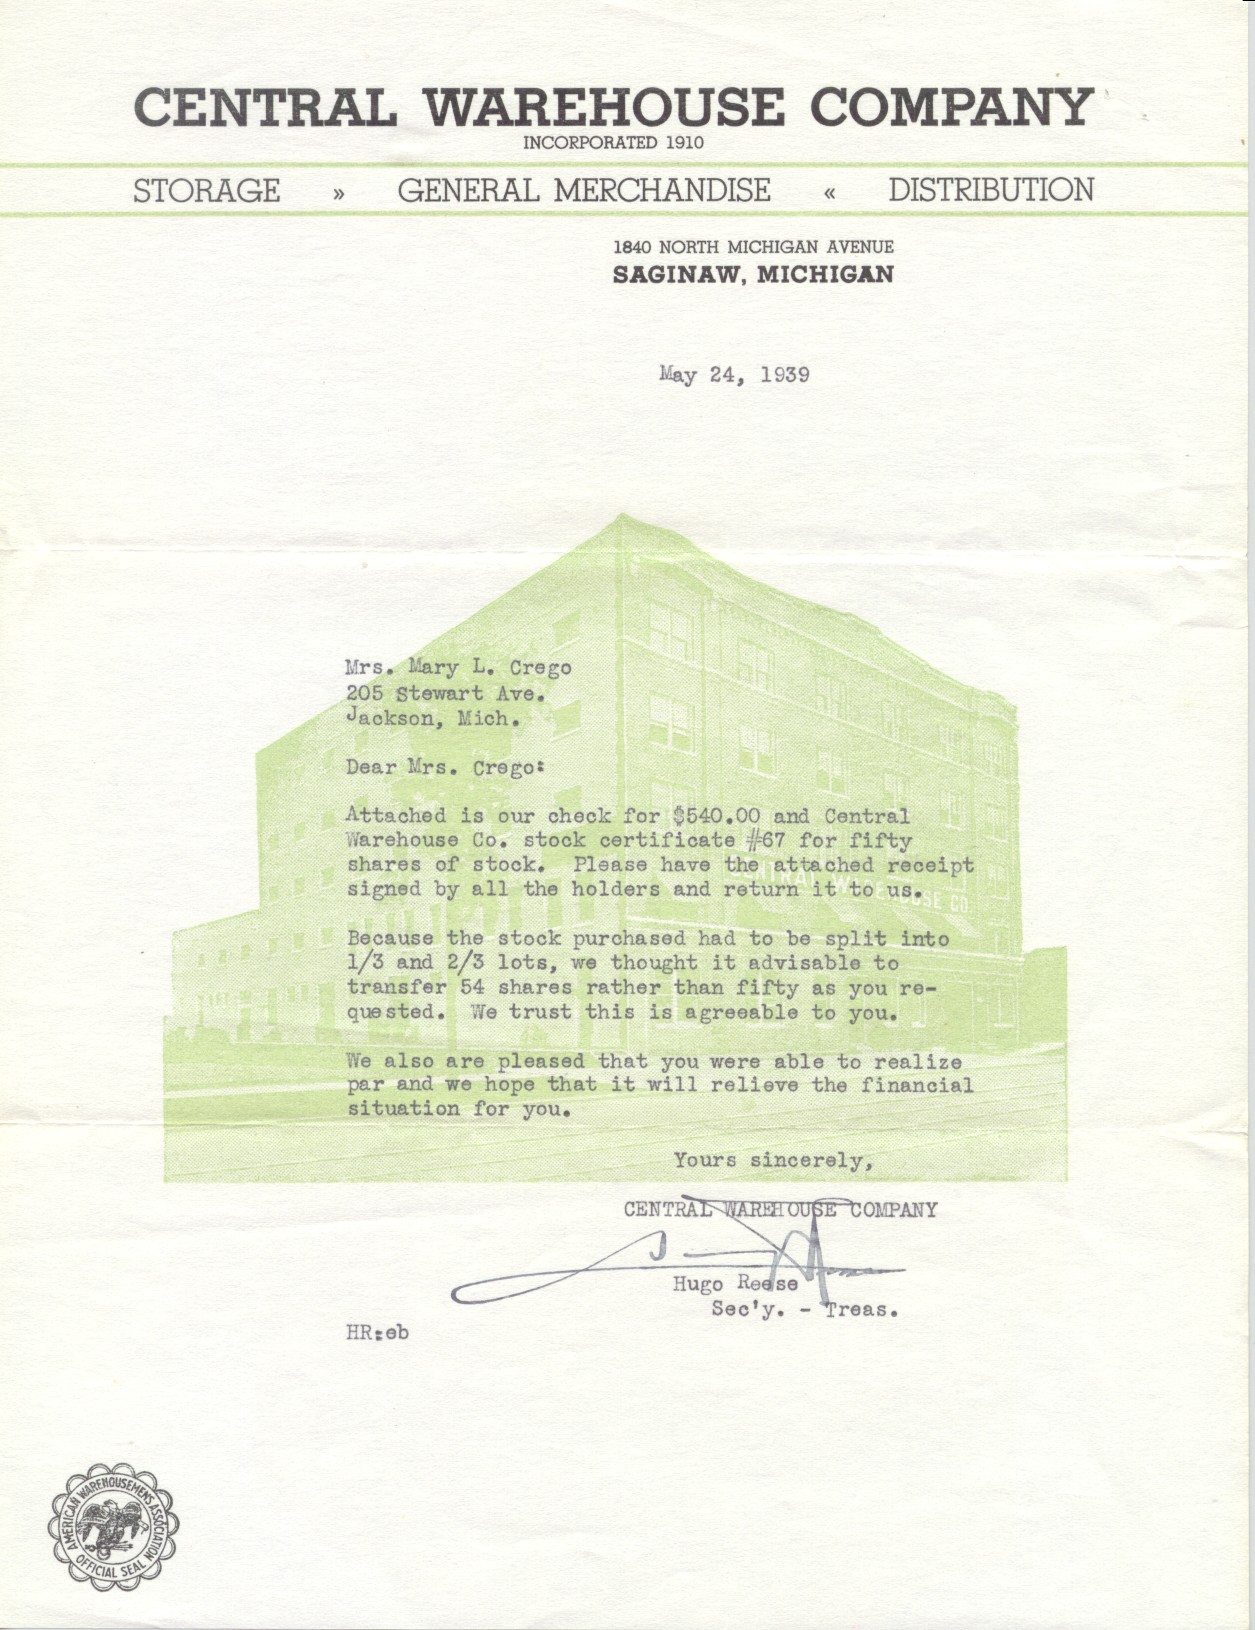 CENTRAL WAREHOUSE COMPANY
INCORPORATED 1910
STORAGE » GENERAL MERCHANDISE « DISTRIBUTION
1840 NORTH MICHIGAN AVENUE
SAGINAW, MICHIGAN
May 24, 1939
Mrs. Mary L. Crego
205 Stewart Ave.
Jackson, Mich.
Dear Mrs. Crego:
Attached is our check for $540.00 and Central
Warehouse Co. stock certificate #67 for fifty
shares of stock. Please have the attached receipt
signed by all the holders and return it to us.
CENTRAL WAREHOUSE CO.
Because the stock purchased had to be split into
1/3 and 2/3 lots, we thought it advisable to
transfer 54 shares rather than fifty as you re-
quested. We trust this is agreeable to you.
We also are pleased that you were able to realize
par and we hope that it will relieve the financial
situation for you.
Yours sincerely,
CENTRAL WAREHOUSE COMPANY
Hugo Reese
Sec'y. - Treas.
HR:eb
AMERICAN WAREHOUSEMENS ASSOCIATION
OFFICIAL SEAL